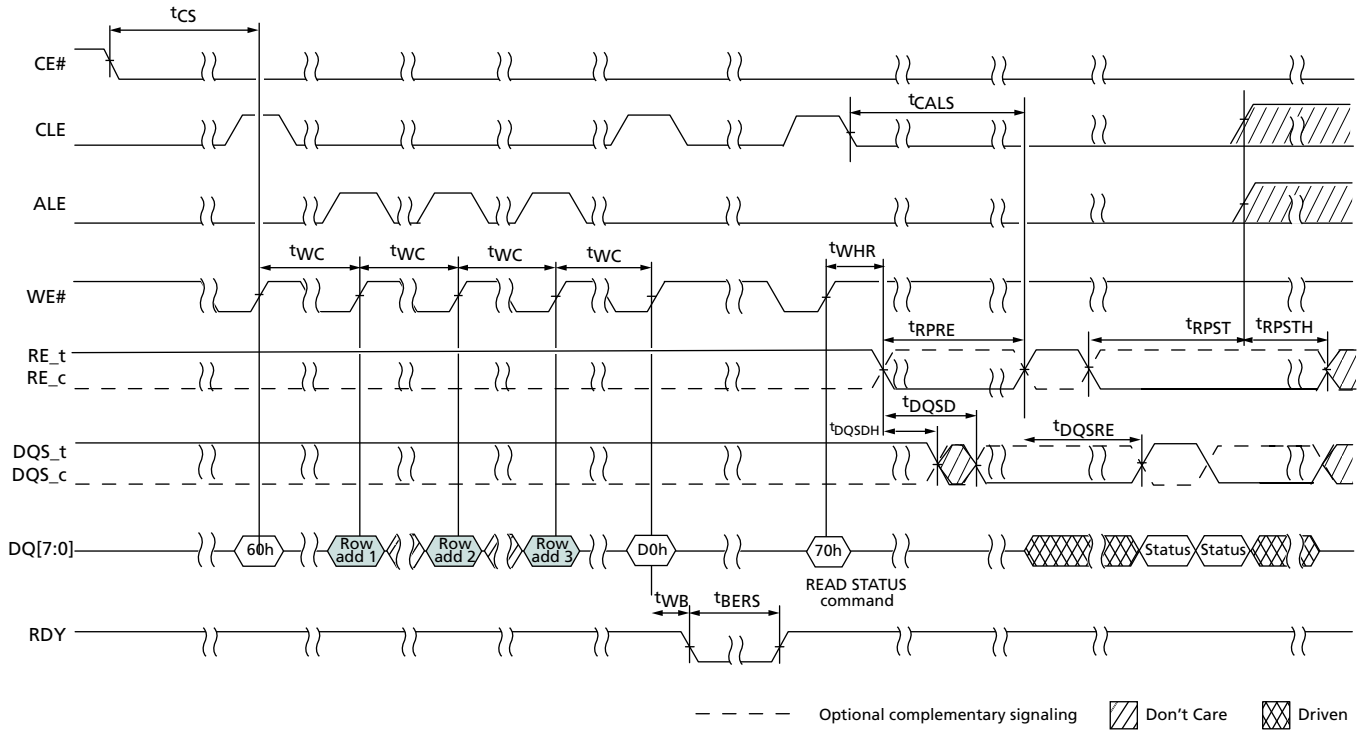 tCS
CE#
tCALS
CLE
ALE
tWC tWC tWC tWC tWHR
WE#
tRPRE tRPST tRPSTH
RE_t
RE_c
tDQSD
tDQSDH tDQSRE
DQS_t
DQS_c
DQ[7:0] 60h Row add 1 Row add 2 Row add 3 D0h 70h Status Status
READ STATUS
command
tWB tBERS
RDY
Optional complementary signaling Don't Care Driven